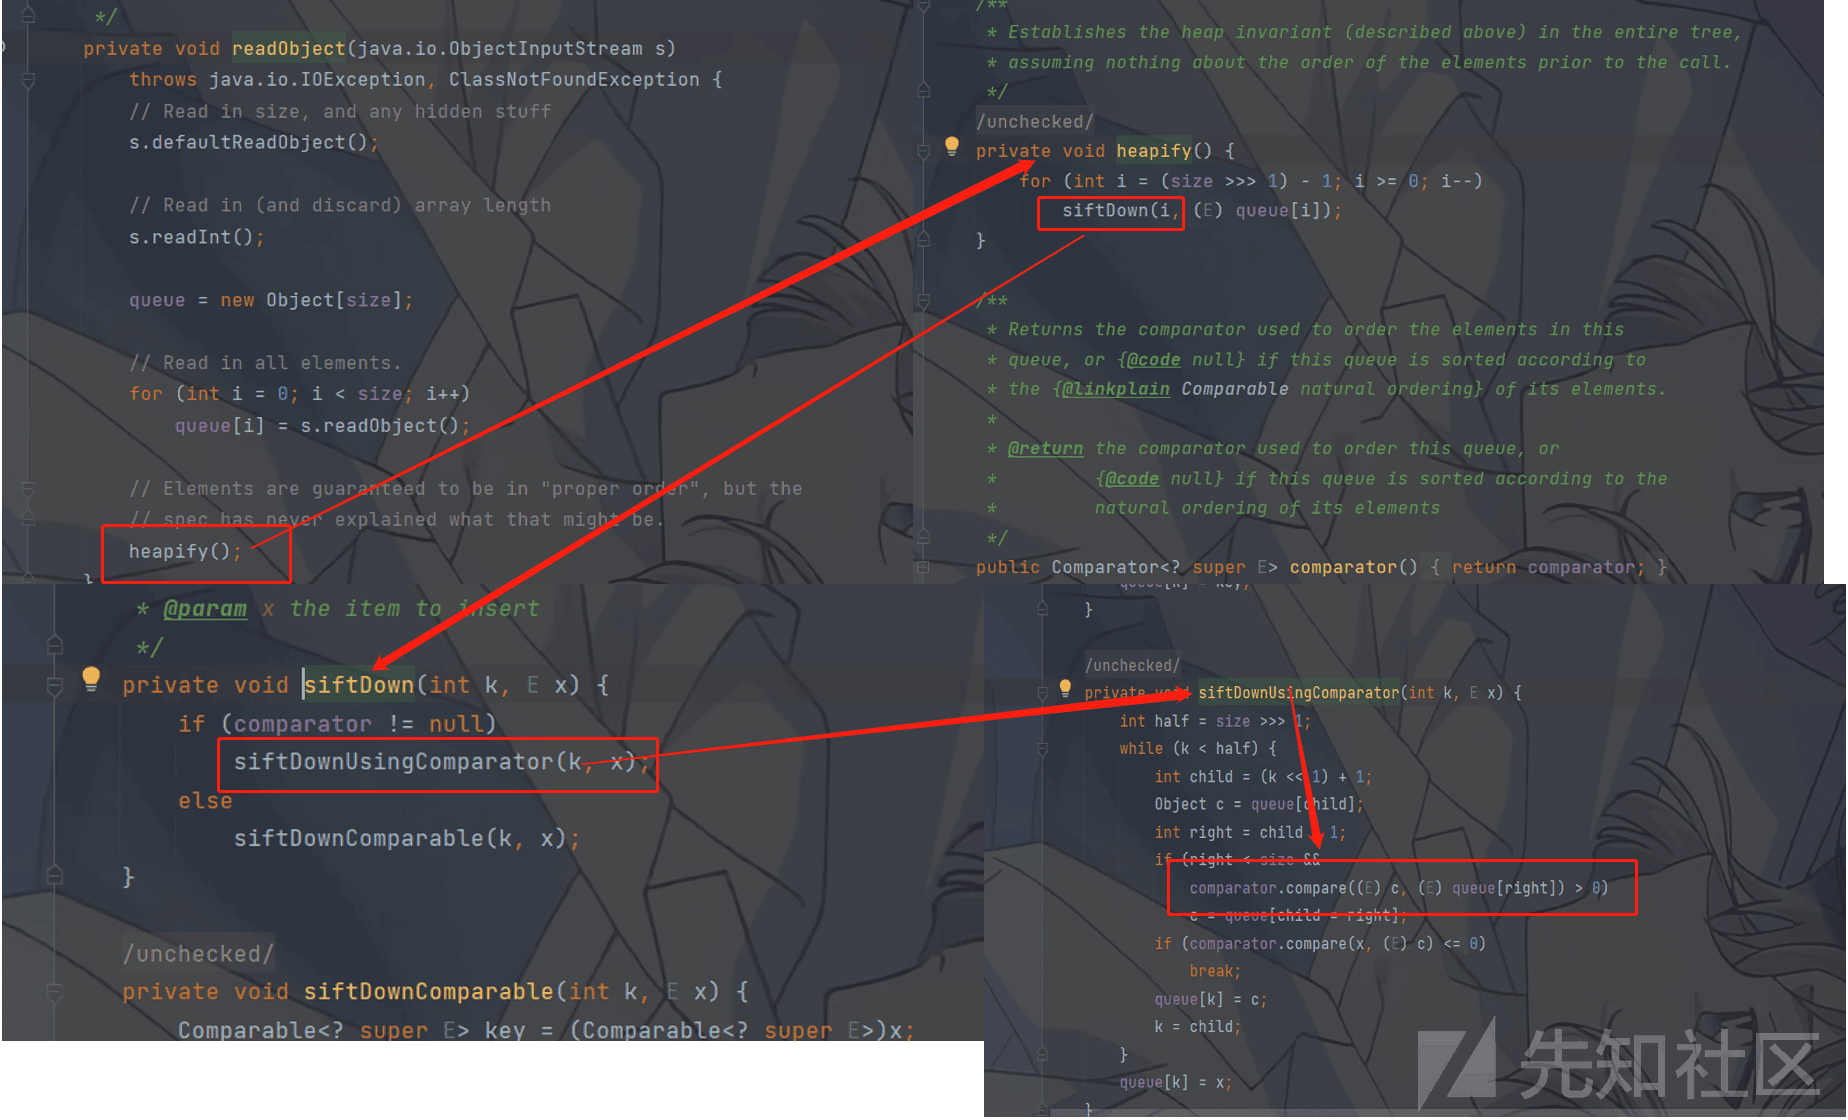 */
private void readObject(java.io.ObjectInputStream s)
throws java.io.IOException, ClassNotFoundException {
// Read in size, and any hidden stuff
s.defaultReadObject();
// Read in (and discard) array length
s.readInt();
queue = new Object[size];
// Read in all elements.
for (int i = 0; i < size; i++)
queue[i] = s.readObject();
// Elements are guaranteed to be in "proper order", but the
// spec has never explained what that might be.
heapify();
}
/**
* Establishes the heap invariant (described above) in the entire tree,
* assuming nothing about the order of the elements prior to the call.
*/
/unchecked/
private void heapify() {
for (int i = (size >>> 1) - 1; i >= 0; i--)
siftDown(i, (E) queue[i]);
}
/**
* Returns the comparator used to order the elements in this
* queue, or {@code null} if this queue is sorted according to
* the {@linkplain Comparable natural ordering} of its elements.
*
* @return the comparator used to order this queue, or
* {@code null} if this queue is sorted according to the
* natural ordering of its elements
*/
public Comparator<? super E> comparator() { return comparator; }
* @param x the item to insert
*/
private void siftDown(int k, E x) {
if (comparator != null)
siftDownUsingComparator(k, x);
else
siftDownComparable(k, x);
}
/unchecked/
private void siftDownComparable(int k, E x) {
Comparable<? super E> key = (Comparable<? super E>)x;
queue[k] = key;
}
/unchecked/
private void siftDownUsingComparator(int k, E x) {
int half = size >>> 1;
while (k < half) {
int child = (k << 1) + 1;
Object c = queue[child];
int right = child 1;
if (right < size &&
comparator.compare((E) c, (E) queue[right]) > 0)
c = queue[child = right];
if (comparator.compare(x, (E) c) <= 0)
break;
queue[k] = c;
k = child;
}
queue[k] = x;
}
先知社区